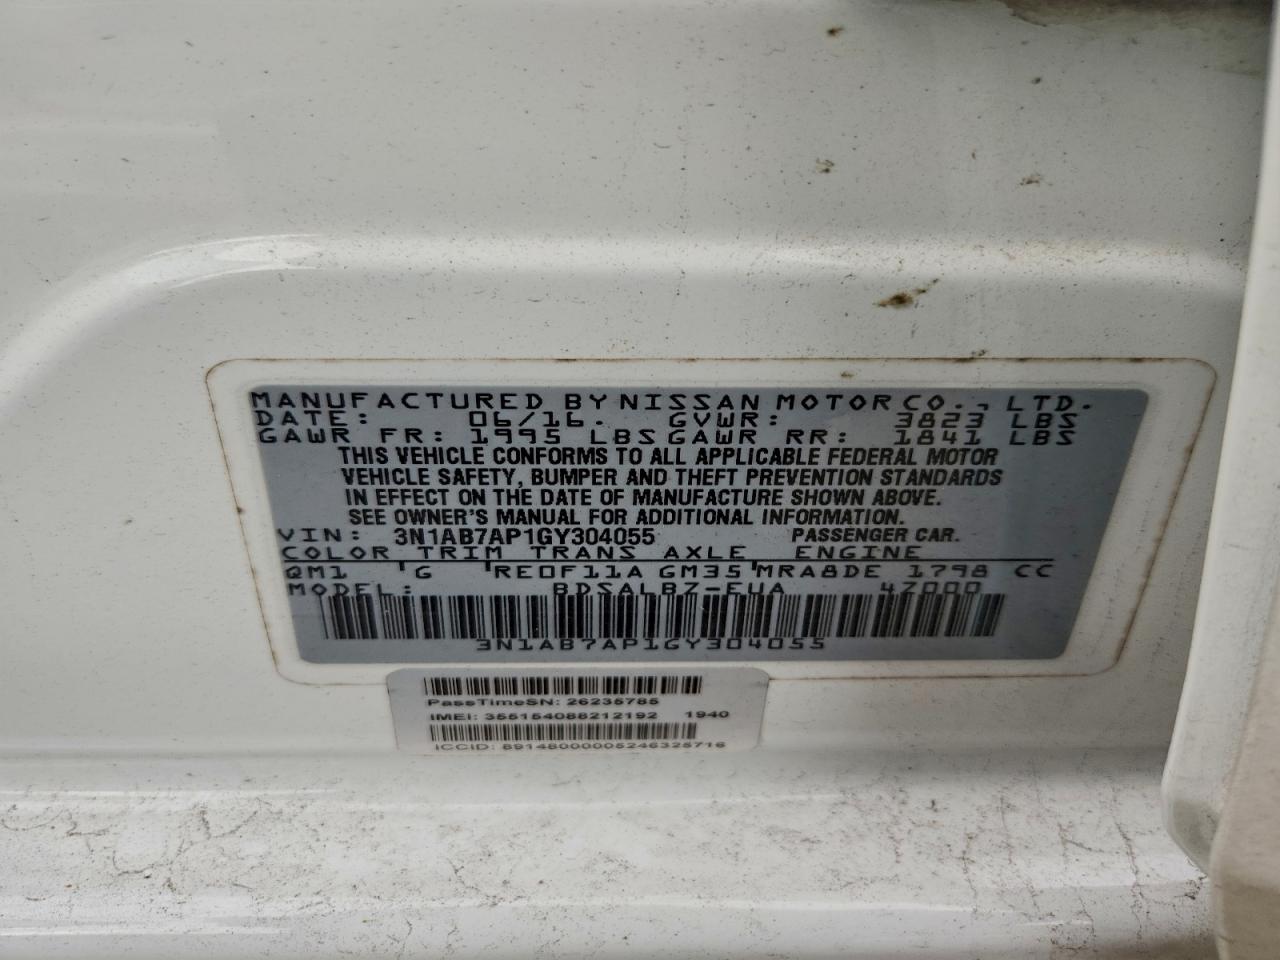 MANUFACTURED BY NISSAN MOTOR CO., LTD.
DATE: 06/16. GVWR: 3823 LBS
GAWR FR: 1995 LBS GAWR RR: 1841 LBS
THIS VEHICLE CONFORMS TO ALL APPLICABLE FEDERAL MOTOR
VEHICLE SAFETY, BUMPER AND THEFT PREVENTION STANDARDS
IN EFFECT ON THE DATE OF MANUFACTURE SHOWN ABOVE.
SEE OWNER'S MANUAL FOR ADDITIONAL INFORMATION.
VIN: 3N1AB7AP1GY304055 PASSENGER CAR.
COLOR TRIM TRANS AXLE ENGINE
QM1 G RE0F11A GM35 MRA8DE 1798 CC
MODEL: BDSALBZ-EUA 4Z000
3N1AB7AP1GY304055
PassTimeSN: 26235785
IMEI: 355154088212192 1940
ICCID: 89148000005246325716